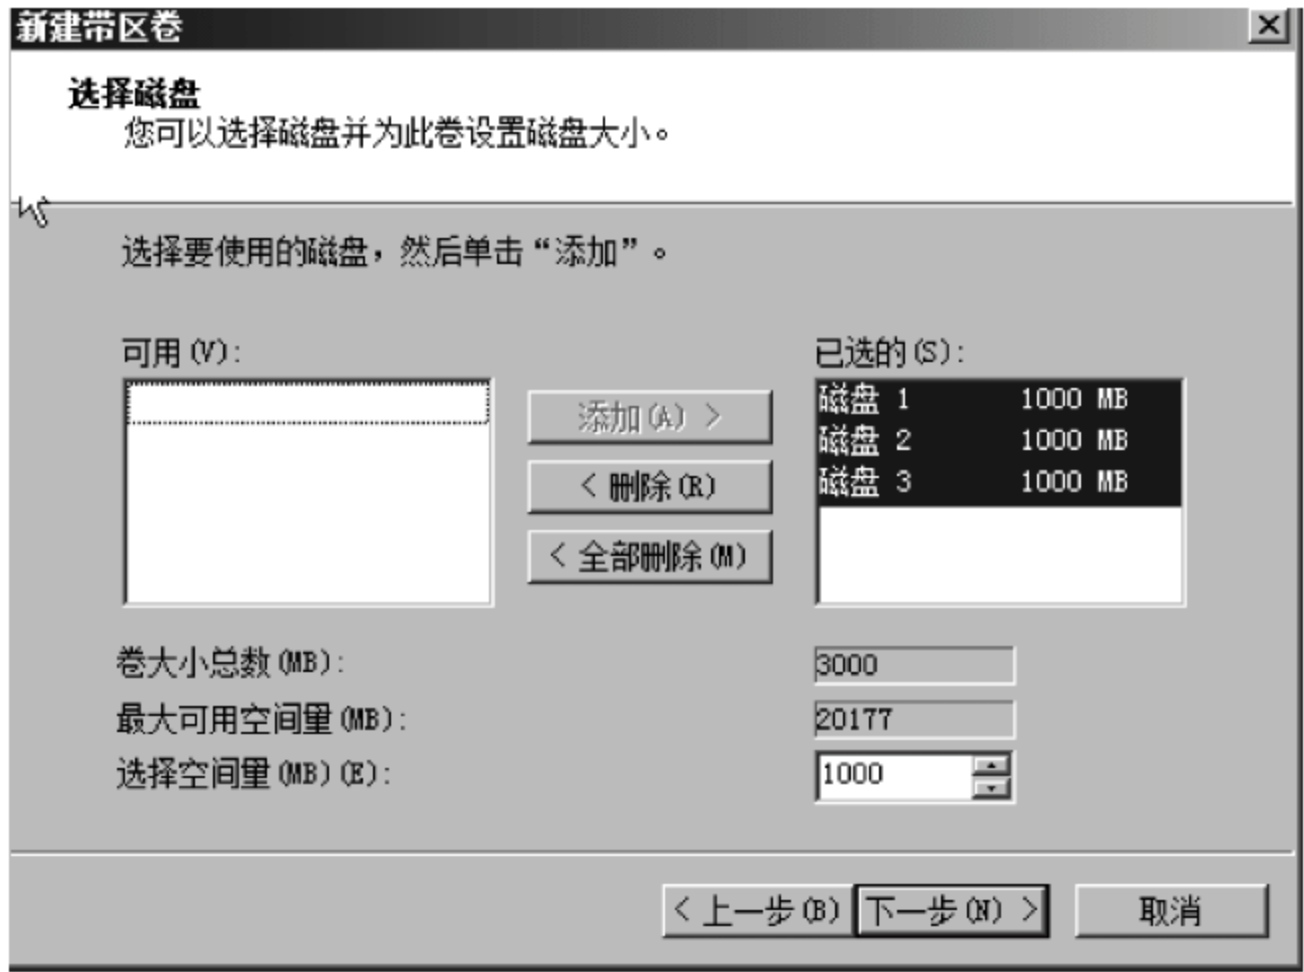 新建带区卷
选择磁盘
您可以选择磁盘并为此卷设置磁盘大小。
选择要使用的磁盘，然后单击“添加”。
可用(V):
已选的(S):
添加(A) >
< 删除(R)
< 全部删除(M)
磁盘 1 1000 MB
磁盘 2 1000 MB
磁盘 3 1000 MB
卷大小总数(MB): 3000
最大可用空间量(MB): 20177
选择空间量(MB)(E): 1000
< 上一步(B) 下一步(N) > 取消